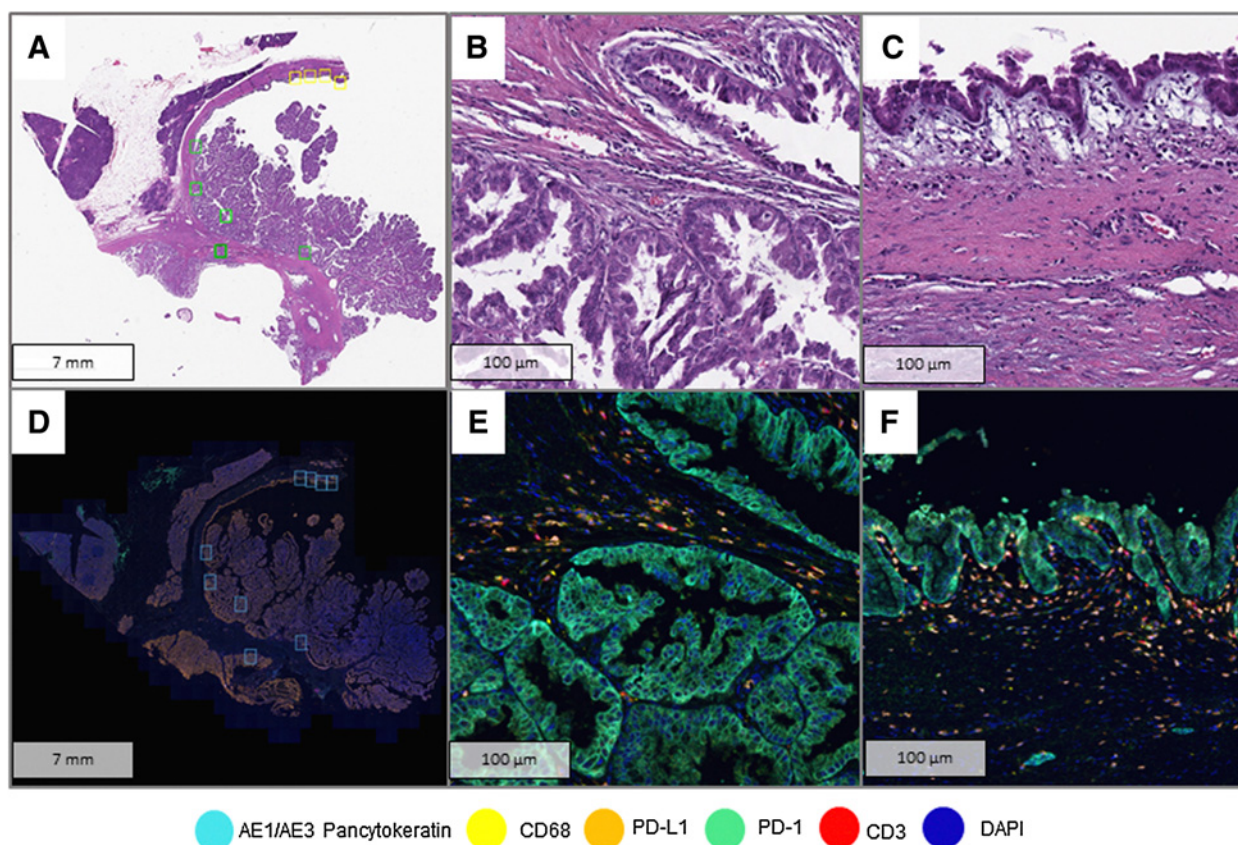 A
B
C
7 mm
100 µm
100 µm
D
E
F
7 mm
100 µm
100 µm
AE1/AE3 Pancytokeratin
CD68
PD-L1
PD-1
CD3
DAPI